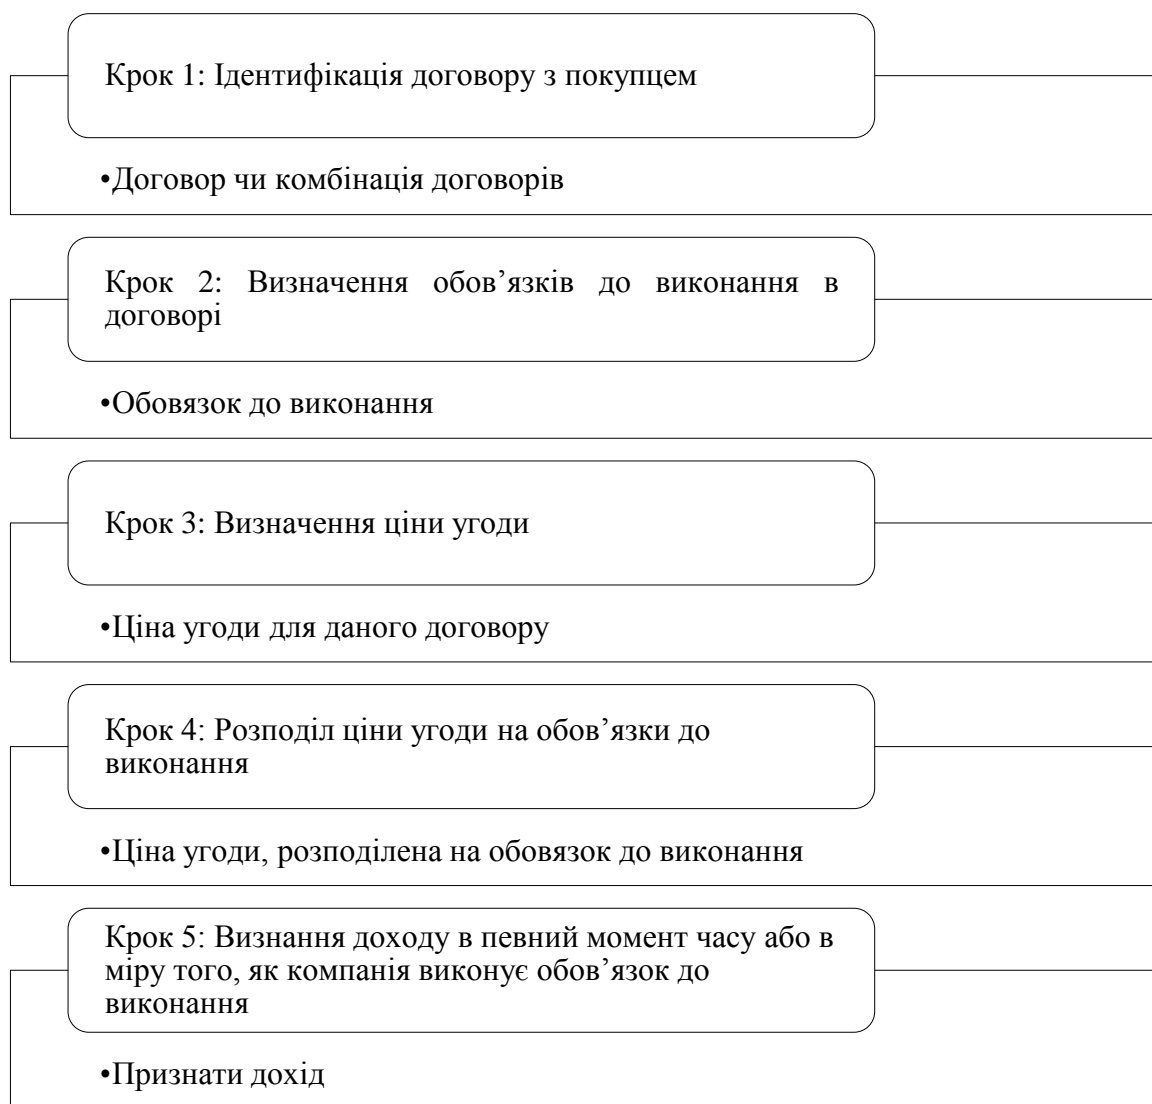 Крок 1: Ідентифікація договору з покупцем
•Договор чи комбінація договорів
Крок 2: Визначення обов’язків до виконання в
договорі
•Обовязок до виконання
Крок 3: Визначення ціни угоди
•Ціна угоди для даного договору
Крок 4: Розподіл ціни угоди на обов’язки до
виконання
•Ціна угоди, розподілена на обовязок до виконання
Крок 5: Визнання доходу в певний момент часу або в
міру того, як компанія виконує обов’язок до
виконання
•Признати дохід